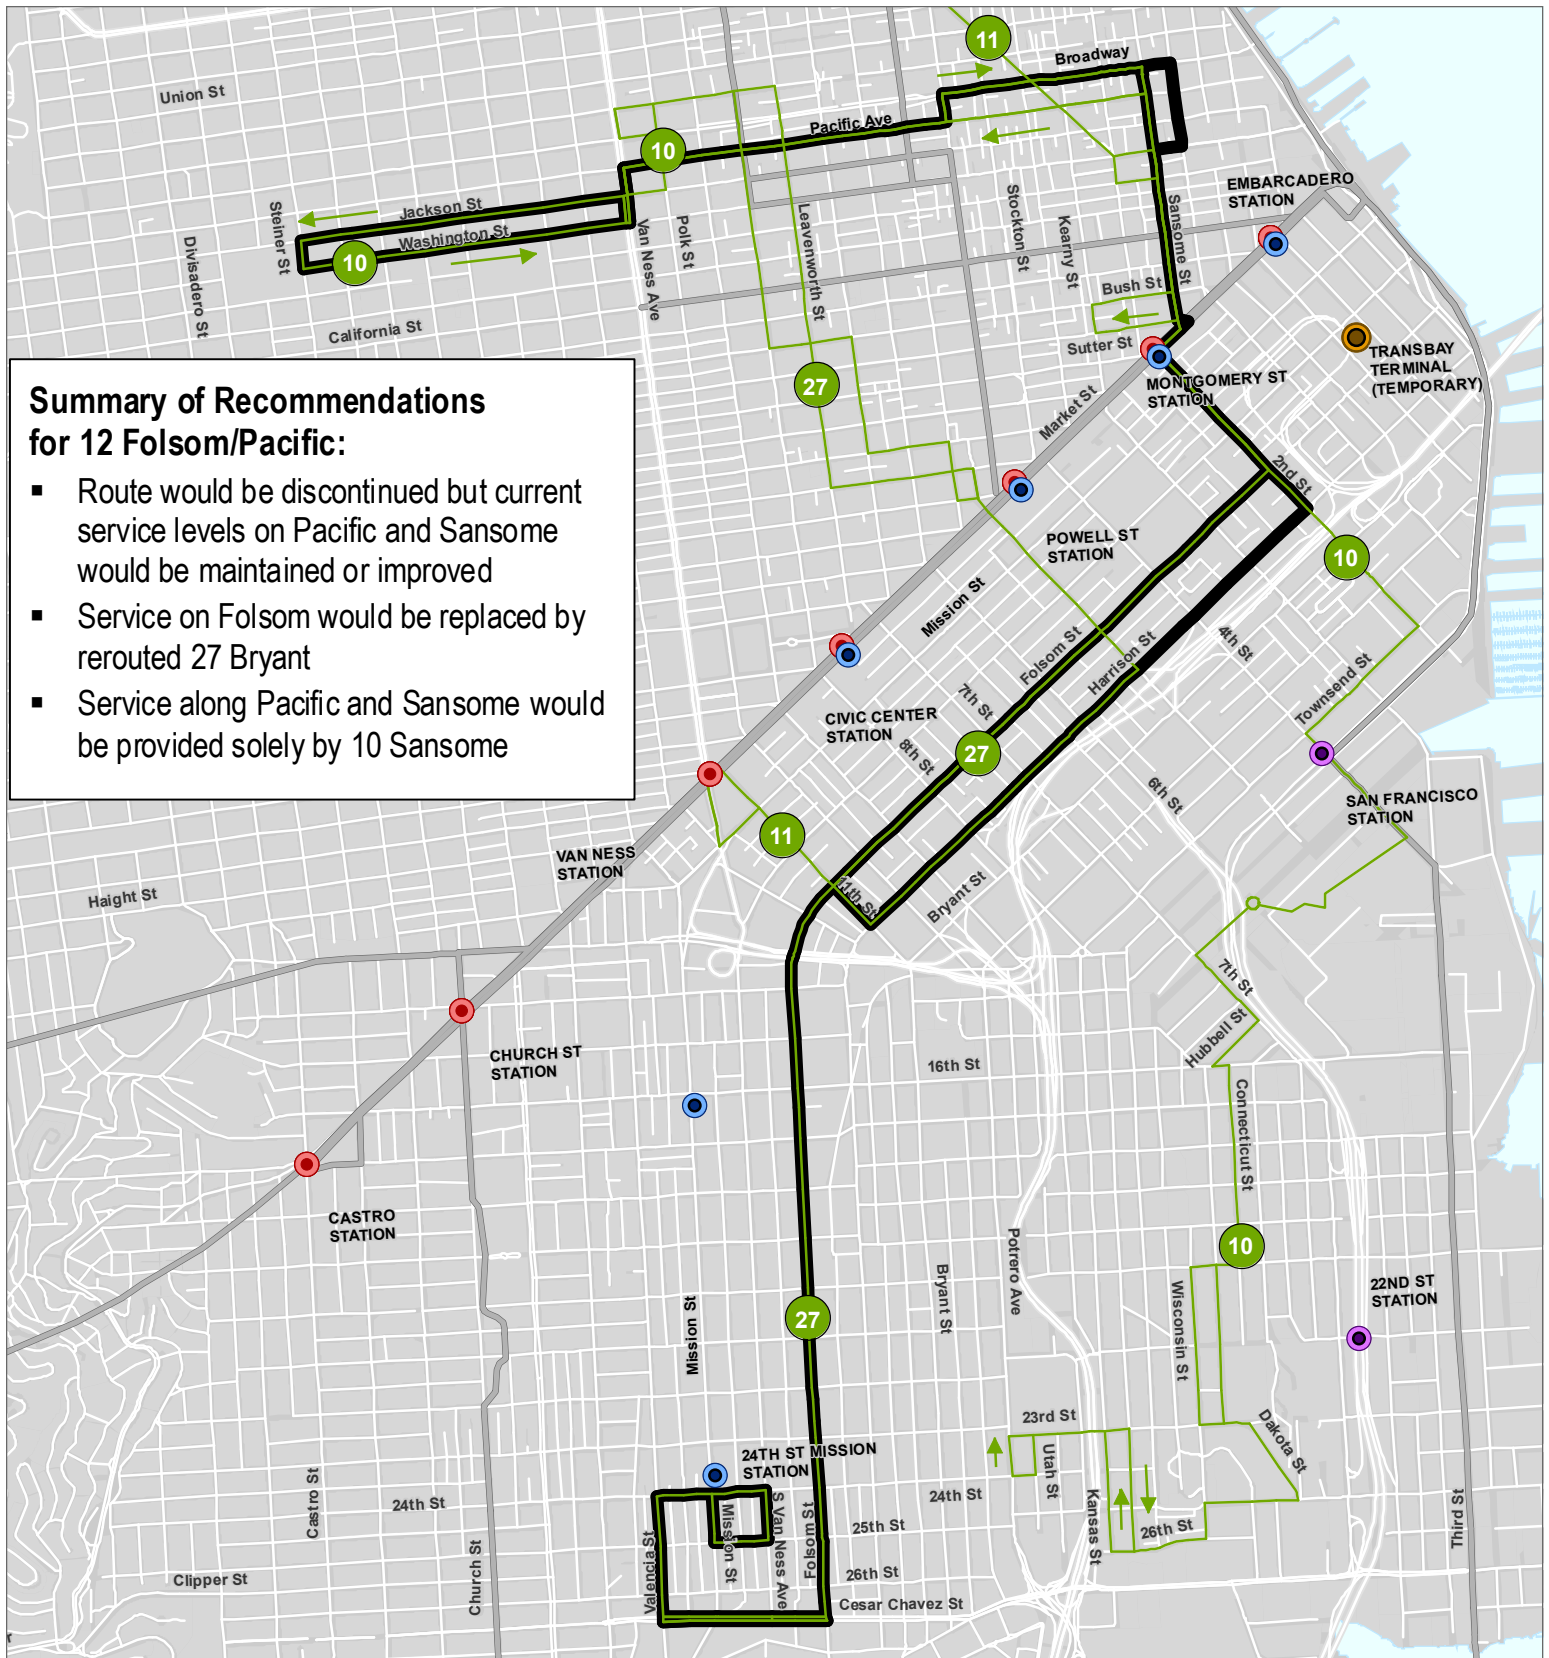 11
Broadway
Union St
Pacific Ave
10
EMBARCADERO
STATION
Steiner St
Jackson St
Washington St
10
Divisadero St
Van Ness Ave
Polk St
Leavenworth St
Stockton St
Kearny St
Sansome St
Bush St
California St
Sutter St
TRANSBAY
TERMINAL
(TEMPORARY)
MONTGOMERY ST
STATION
27
Market St
Summary of Recommendations
for 12 Folsom/Pacific:
▪ Route would be discontinued but current
service levels on Pacific and Sansome
would be maintained or improved
▪ Service on Folsom would be replaced by
rerouted 27 Bryant
▪ Service along Pacific and Sansome would
be provided solely by 10 Sansome
2nd St
POWELL ST
STATION
10
Mission St
Folsom St
Harrison St
4th St
Townsend St
7th St
CIVIC CENTER
STATION
8th St
27
6th St
SAN FRANCISCO
STATION
11
VAN NESS
STATION
11th St
Bryant St
Haight St
7th St
Hubbell St
CHURCH ST
STATION
16th St
Connecticut St
CASTRO
STATION
10
Potrero Ave
Bryant St
Mission St
27
Wisconsin St
22ND ST
STATION
23rd St
Dakota St
24TH ST MISSION
STATION
Utah St
Castro St
24th St
24th St
Mission St
S Van Ness Ave
Folsom St
25th St
Kansas St
26th St
Third St
Church St
Valencia St
Clipper St
26th St
Cesar Chavez St